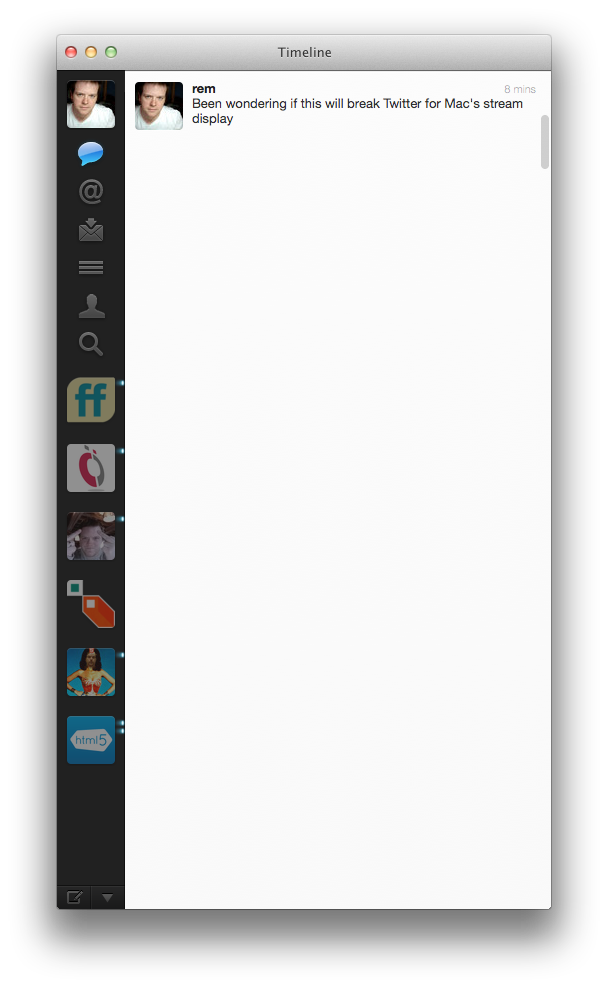 Timeline
rem
8 mins
Been wondering if this will break Twitter for Mac's stream
display
@
ff
html5